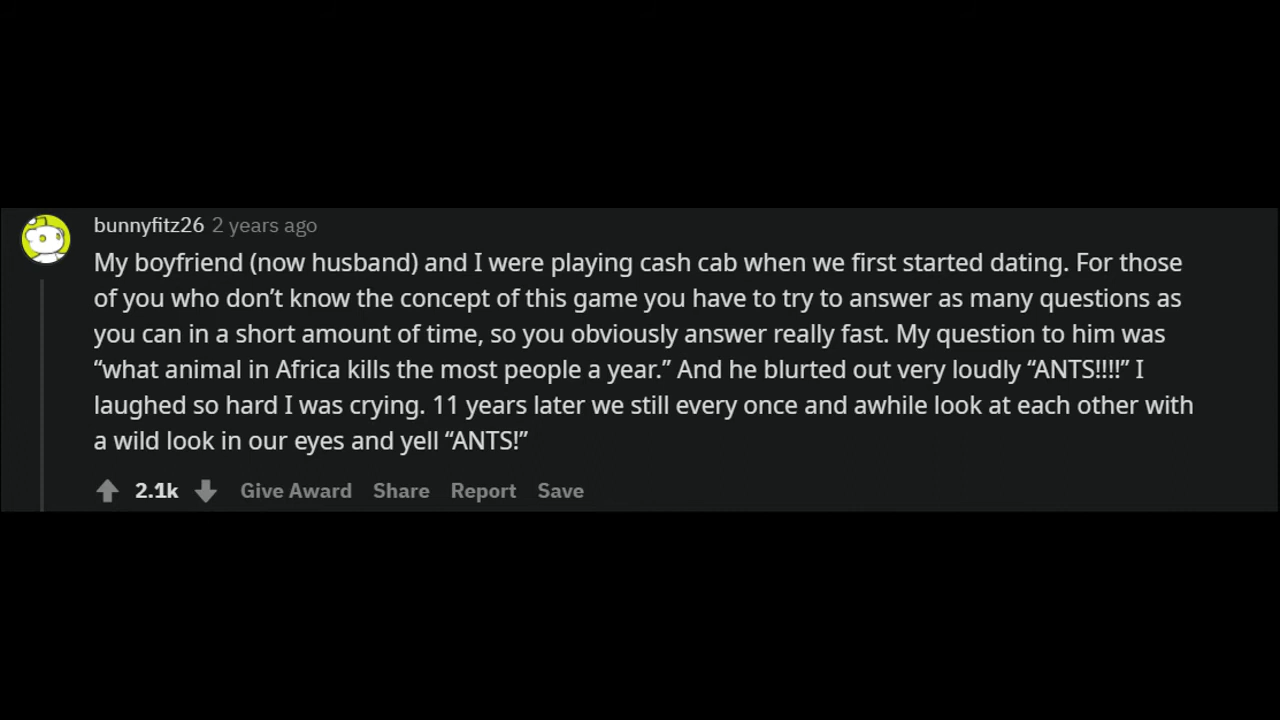 bunnyfitz26 2 years ago
My boyfriend (now husband) and I were playing cash cab when we first started dating. For those
of you who don’t know the concept of this game you have to try to answer as many questions as
you can in a short amount of time, so you obviously answer really fast. My question to him was
“what animal in Africa kills the most people a year.” And he blurted out very loudly “ANTS!!!!” I
laughed so hard I was crying. 11 years later we still every once and awhile look at each other with
a wild look in our eyes and yell “ANTS!”
2.1k Give Award Share Report Save